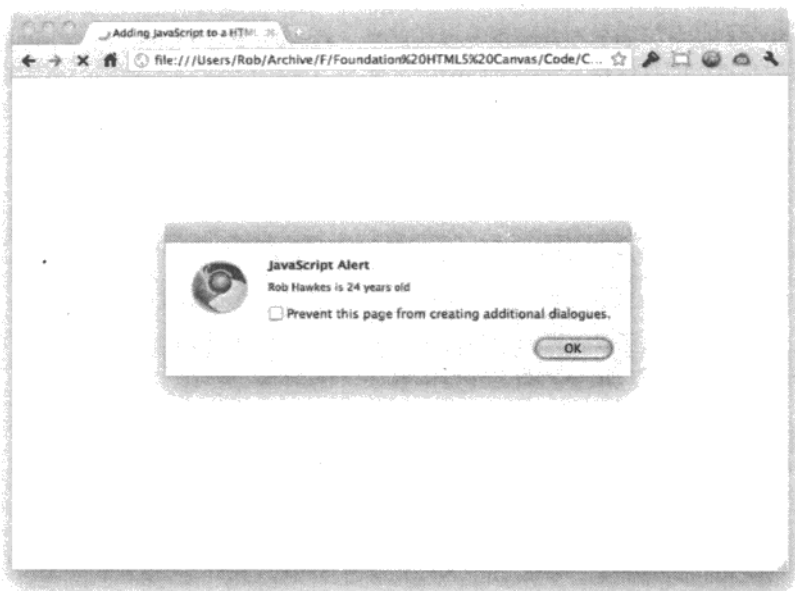 Adding JavaScript to a HTML
file:///Users/Rob/Archive/F/Foundation%20HTML5%20Canvas/Code/C...
JavaScript Alert
Rob Hawkes is 24 years old
Prevent this page from creating additional dialogues.
OK